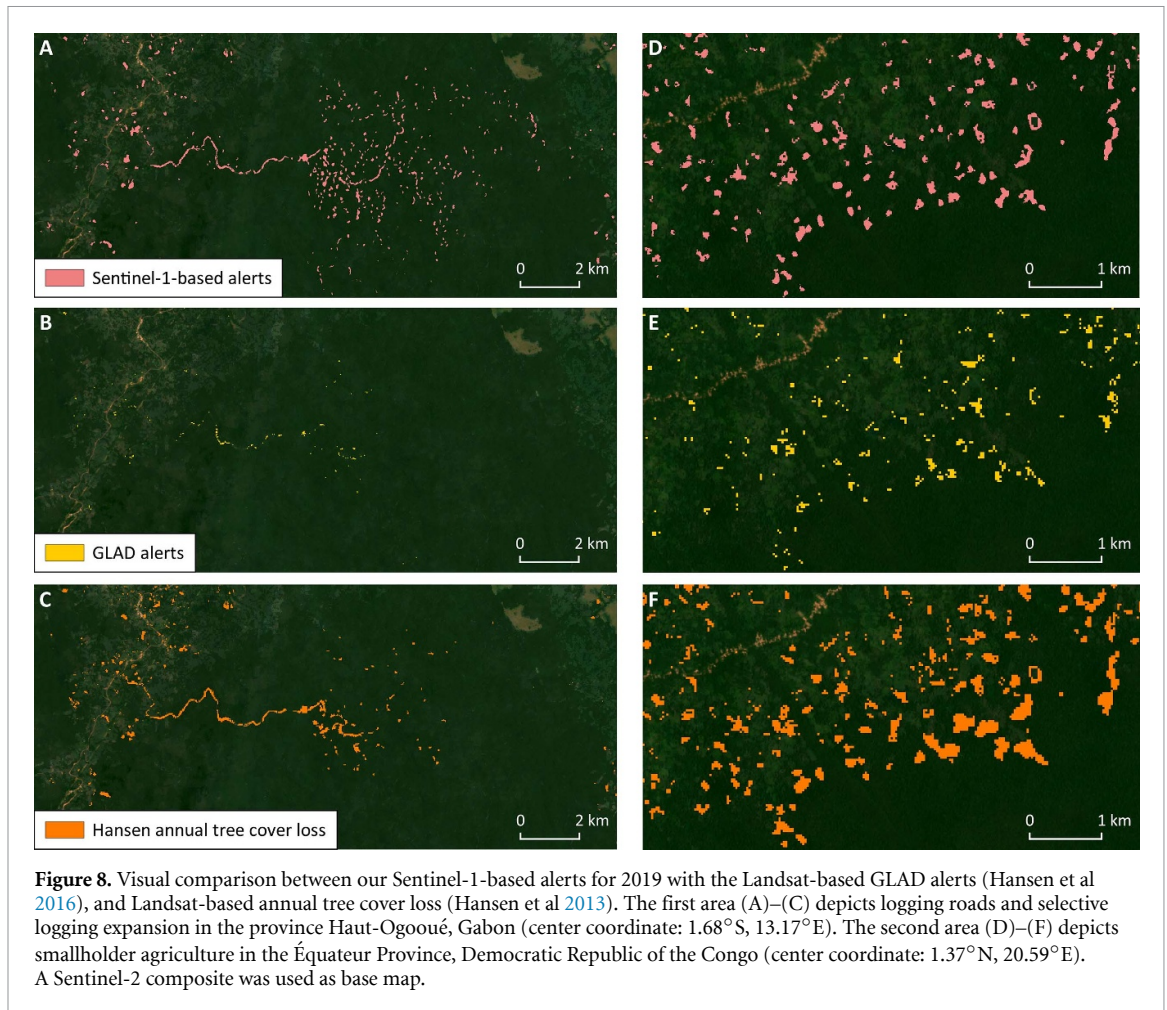 A
D
Sentinel-1-based alerts
0 2 km
0 1 km
B
E
GLAD alerts
0 2 km
0 1 km
C
F
Hansen annual tree cover loss
0 2 km
0 1 km
Figure 8. Visual comparison between our Sentinel-1-based alerts for 2019 with the Landsat-based GLAD alerts (Hansen et al
2016), and Landsat-based annual tree cover loss (Hansen et al 2013). The first area (A)–(C) depicts logging roads and selective
logging expansion in the province Haut-Ogooué, Gabon (center coordinate: 1.68°S, 13.17°E). The second area (D)–(F) depicts
smallholder agriculture in the Équateur Province, Democratic Republic of the Congo (center coordinate: 1.37°N, 20.59°E).
A Sentinel-2 composite was used as base map.